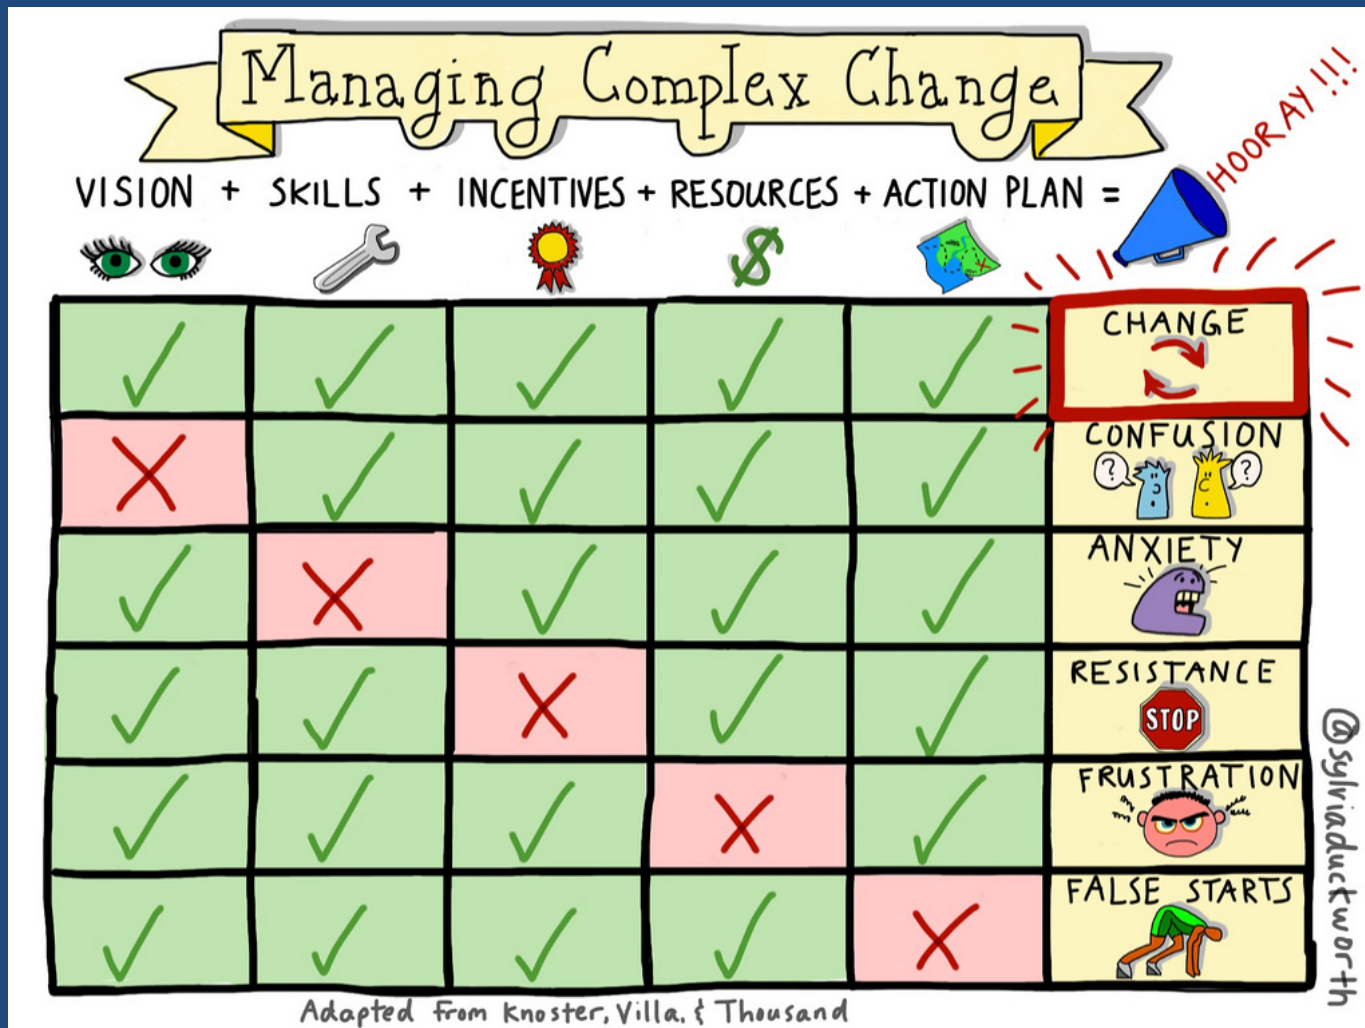 Managing Complex Change
HOORAY !!!
VISION + SKILLS + INCENTIVES + RESOURCES + ACTION PLAN =
$
CHANGE
CONFUSION
? ?
ANXIETY
RESISTANCE
STOP
FRUSTRATION
FALSE STARTS
@sylviaduckworth
Adapted from Knoster, Villa, & Thousand